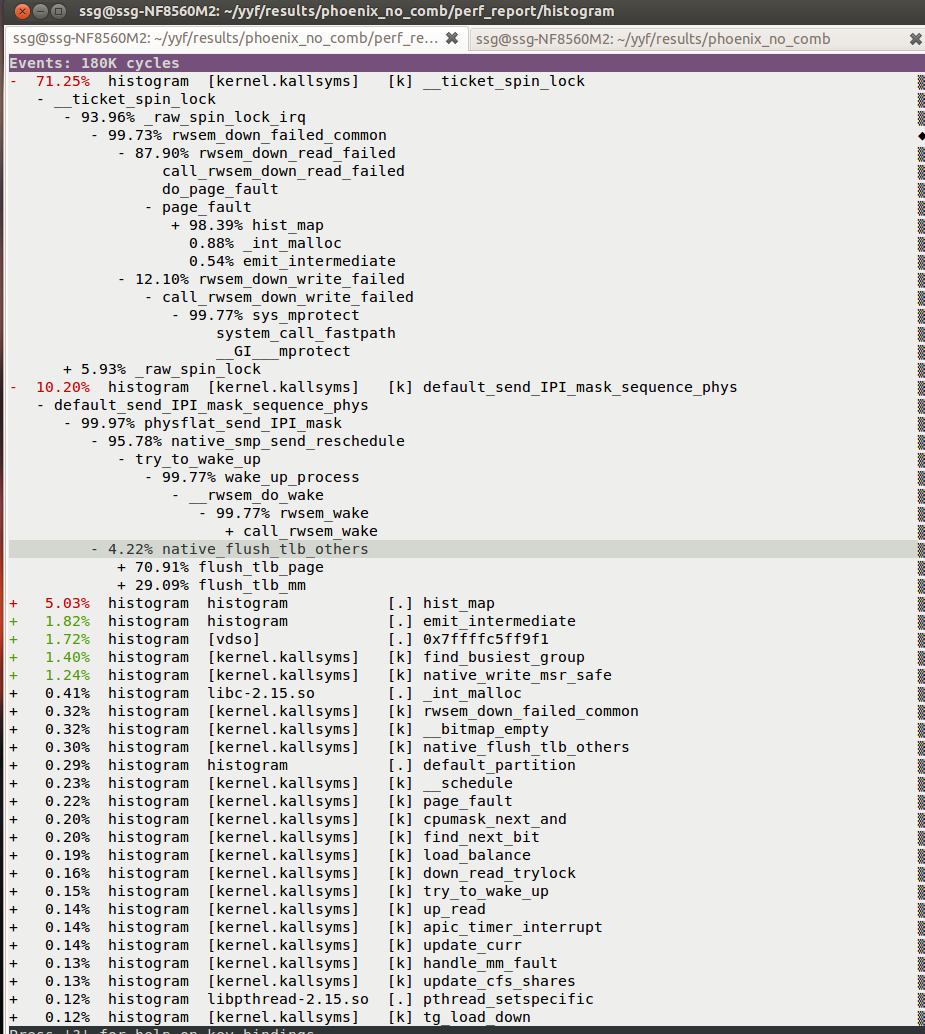 ssg@ssg-NF8560M2: ~/yyf/results/phoenix_no_comb/perf_report/histogram
ssg@ssg-NF8560M2: ~/yyf/results/phoenix_no_comb/perf_re... ✖ ssg@ssg-NF8560M2: ~/yyf/results/phoenix_no_comb ✖
Events: 180K cycles
- 71.25% histogram [kernel.kallsyms] [k] __ticket_spin_lock
- __ticket_spin_lock
- 93.96% _raw_spin_lock_irq
- 99.73% rwsem_down_failed_common
- 87.90% rwsem_down_read_failed
call_rwsem_down_read_failed
do_page_fault
- page_fault
+ 98.39% hist_map
0.88% _int_malloc
0.54% emit_intermediate
- 12.10% rwsem_down_write_failed
- call_rwsem_down_write_failed
- 99.77% sys_mprotect
system_call_fastpath
__GI___mprotect
+ 5.93% _raw_spin_lock
- 10.20% histogram [kernel.kallsyms] [k] default_send_IPI_mask_sequence_phys
- default_send_IPI_mask_sequence_phys
- 99.97% physflat_send_IPI_mask
- 95.78% native_smp_send_reschedule
- try_to_wake_up
- 99.77% wake_up_process
- __rwsem_do_wake
- 99.77% rwsem_wake
+ call_rwsem_wake
- 4.22% native_flush_tlb_others
+ 70.91% flush_tlb_page
+ 29.09% flush_tlb_mm
+ 5.03% histogram histogram [.] hist_map
+ 1.82% histogram histogram [.] emit_intermediate
+ 1.72% histogram [vdso] [.] 0x7ffffc5ff9f1
+ 1.40% histogram [kernel.kallsyms] [k] find_busiest_group
+ 1.24% histogram [kernel.kallsyms] [k] native_write_msr_safe
+ 0.41% histogram libc-2.15.so [.] _int_malloc
+ 0.32% histogram [kernel.kallsyms] [k] rwsem_down_failed_common
+ 0.32% histogram [kernel.kallsyms] [k] __bitmap_empty
+ 0.30% histogram [kernel.kallsyms] [k] native_flush_tlb_others
+ 0.29% histogram histogram [.] default_partition
+ 0.23% histogram [kernel.kallsyms] [k] __schedule
+ 0.22% histogram [kernel.kallsyms] [k] page_fault
+ 0.20% histogram [kernel.kallsyms] [k] cpumask_next_and
+ 0.20% histogram [kernel.kallsyms] [k] find_next_bit
+ 0.19% histogram [kernel.kallsyms] [k] load_balance
+ 0.16% histogram [kernel.kallsyms] [k] down_read_trylock
+ 0.15% histogram [kernel.kallsyms] [k] try_to_wake_up
+ 0.14% histogram [kernel.kallsyms] [k] up_read
+ 0.14% histogram [kernel.kallsyms] [k] apic_timer_interrupt
+ 0.14% histogram [kernel.kallsyms] [k] update_curr
+ 0.13% histogram [kernel.kallsyms] [k] handle_mm_fault
+ 0.13% histogram [kernel.kallsyms] [k] update_cfs_shares
+ 0.12% histogram libpthread-2.15.so [.] pthread_setspecific
+ 0.12% histogram [kernel.kallsyms] [k] tg_load_down
Press '?' for help on key bindings